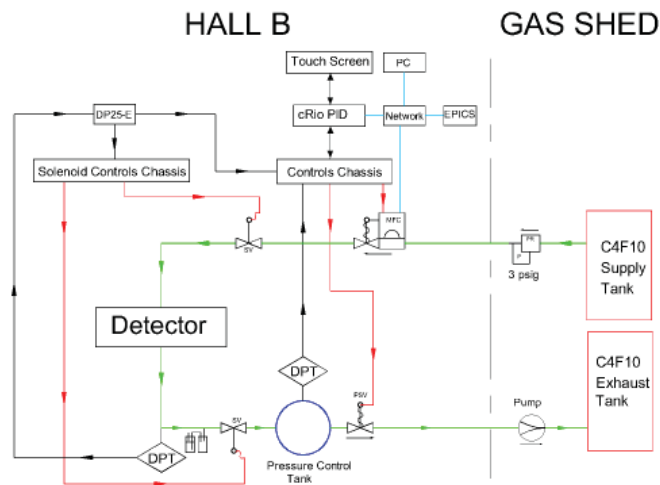 HALL B
GAS SHED
Touch Screen
PC
DP25-E
cRio PID
Network
EPICS
Solenoid Controls Chassis
Controls Chassis
MFC
SV
PR
P
3 psig
C4F10
Supply
Tank
Detector
C4F10
Exhaust
Tank
DPT
PSV
SV
Pump
DPT
Pressure Control
Tank